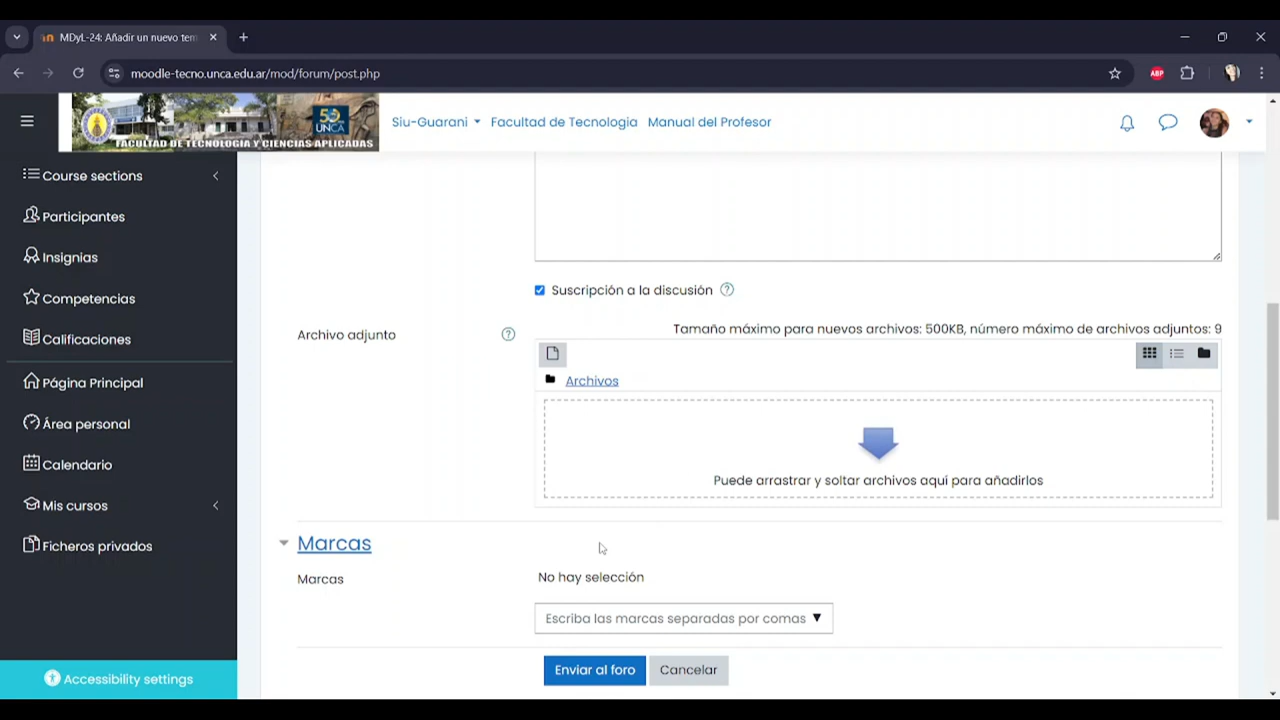 MDyL-24: Añadir un nuevo tem
moodle-tecno.unca.edu.ar/mod/forum/post.php
ABP
50
UNCA
FACULTAD DE TECNOLOGIA Y CIENCIAS APLICADAS
Siu-Guarani
Facultad de Tecnologia
Manual del Profesor
Course sections
Participantes
Insignias
Competencias
Calificaciones
Página Principal
Área personal
Calendario
Mis cursos
Ficheros privados
Accessibility settings
Suscripción a la discusión
Archivo adjunto
Tamaño máximo para nuevos archivos: 500KB, número máximo de archivos adjuntos: 9
Archivos
Puede arrastrar y soltar archivos aquí para añadirlos
Marcas
Marcas
No hay selección
Escriba las marcas separadas por comas
Enviar al foro
Cancelar